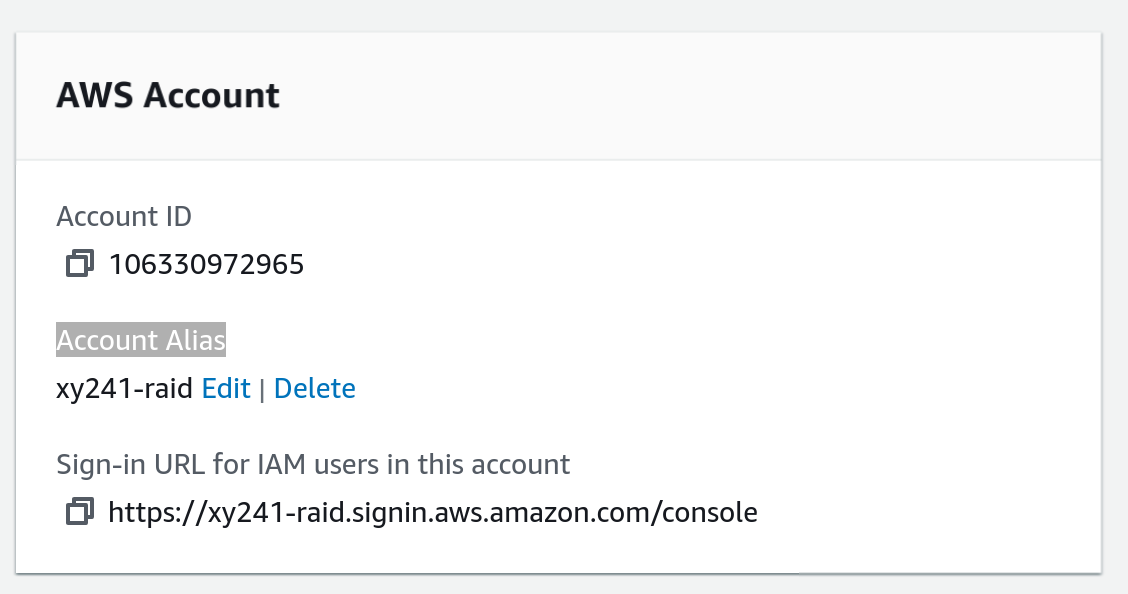 AWS Account
Account ID
106330972965
Account Alias
xy241-raid Edit | Delete
Sign-in URL for IAM users in this account
https://xy241-raid.signin.aws.amazon.com/console